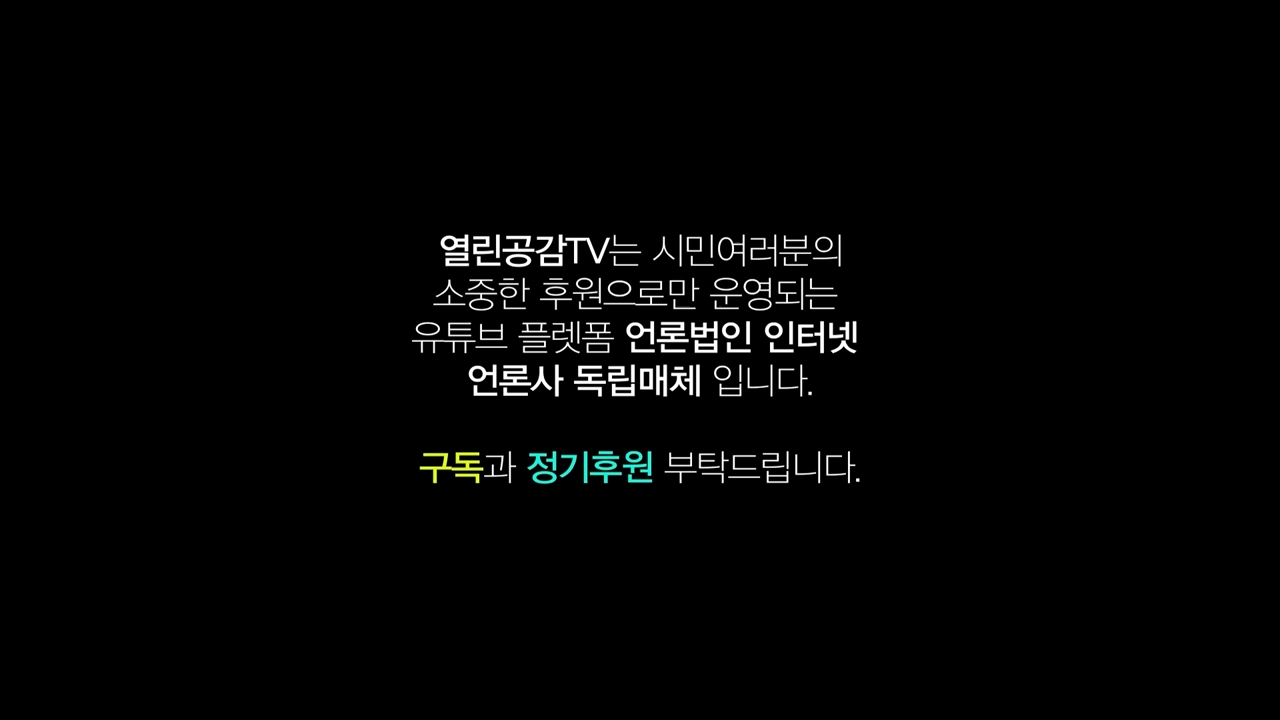 열린공감TV는 시민여러분의
소중한 후원으로만 운영되는
유튜브 플렛폼 언론법인 인터넷
언론사 독립매체 입니다.
구독과 정기후원 부탁드립니다.